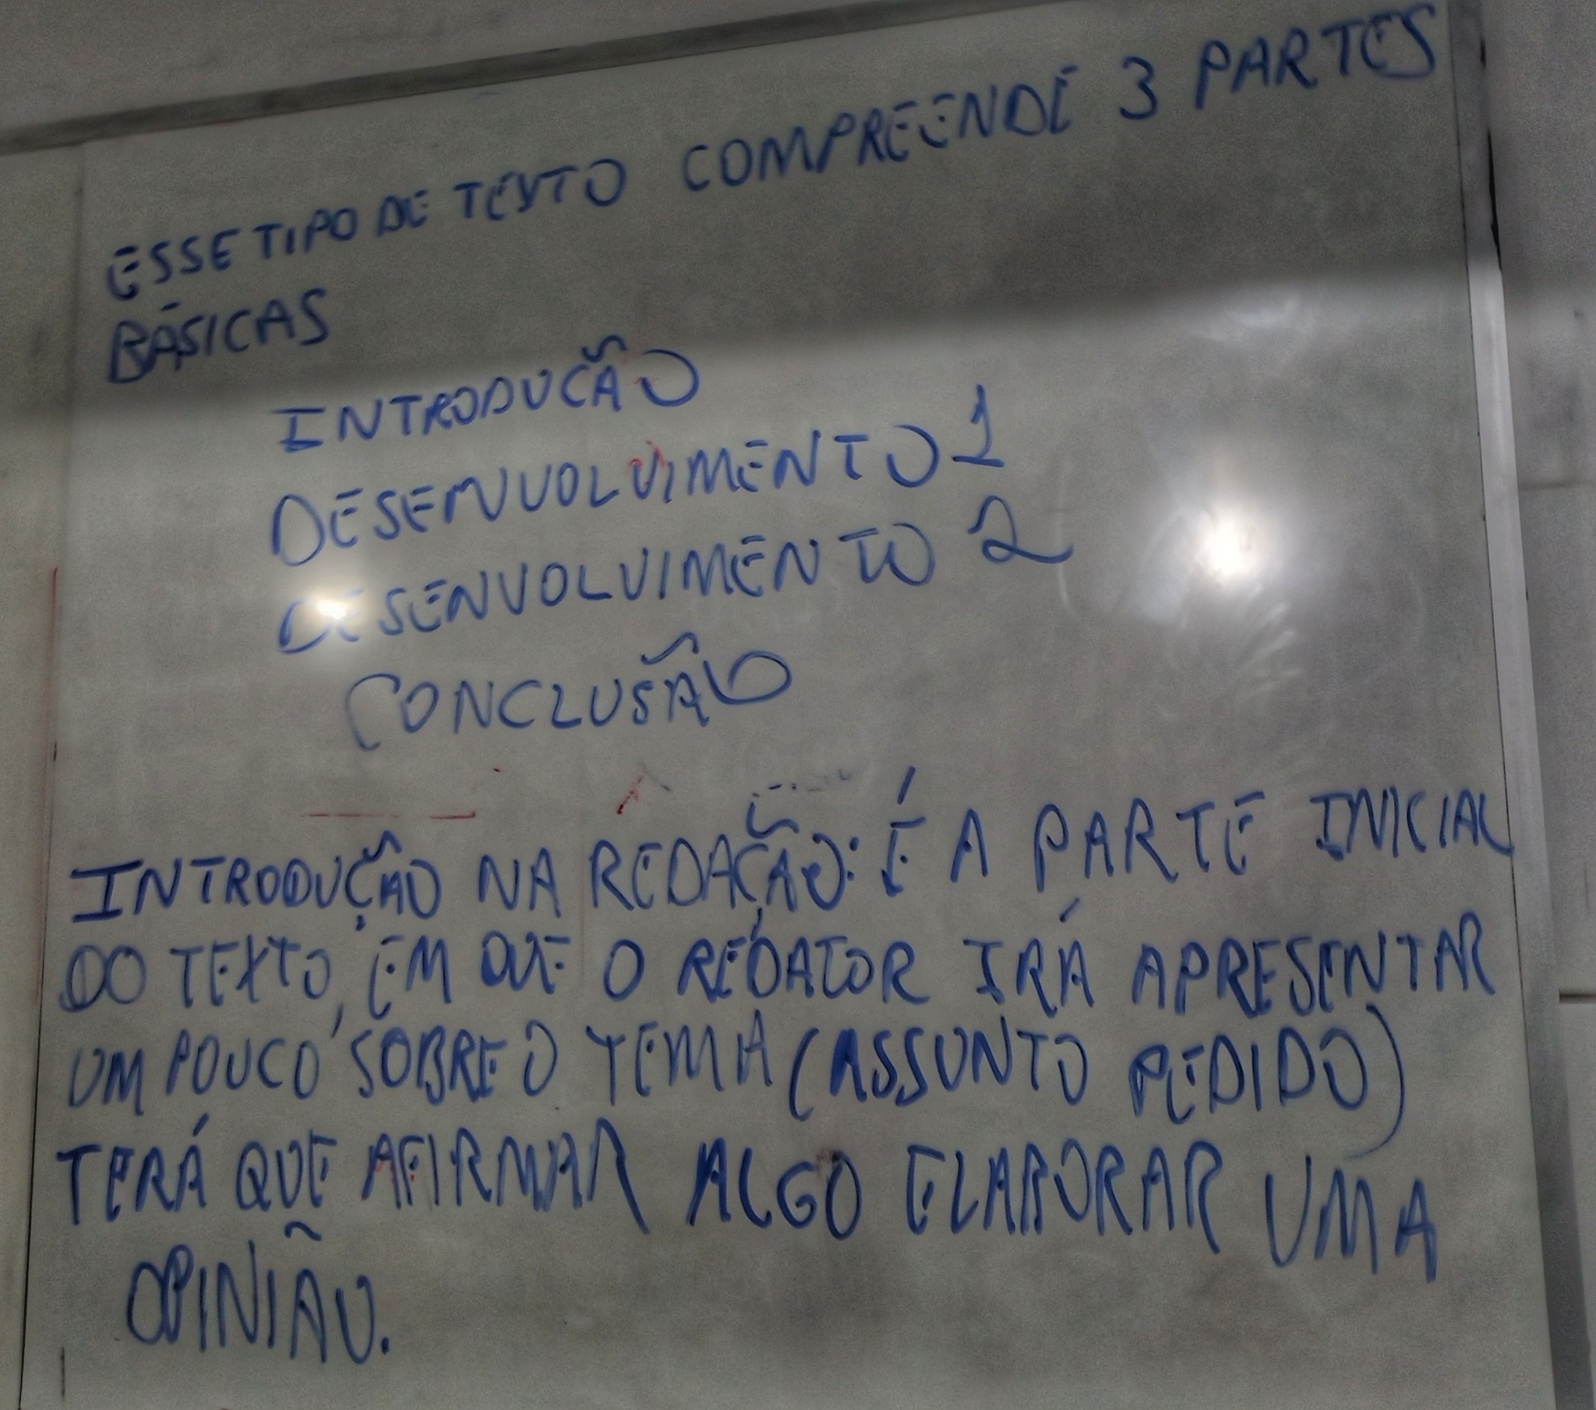 ESSE TIPO DE TEXTO COMPREENDE 3 PARTES
BÁSICAS
INTRODUÇÃO
DESENVOLVIMENTO 1
DESENVOLVIMENTO 2
CONCLUSÃO
INTRODUÇÃO NA REDAÇÃO: É A PARTE INICIAL
DO TEXTO, EM QUE O REDATOR IRÁ APRESENTAR
UM POUCO SOBRE O TEMA (ASSUNTO PEDIDO)
TERÁ QUE AFIRMAR ALGO ELABORAR UMA
OPINIÃO.